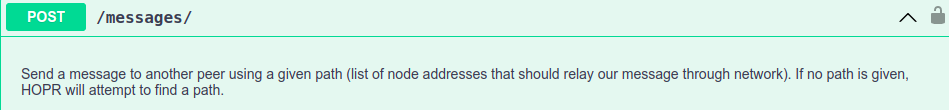 POST /messages/
Send a message to another peer using a given path (list of node addresses that should relay our message through network). If no path is given,
HOPR will attempt to find a path.